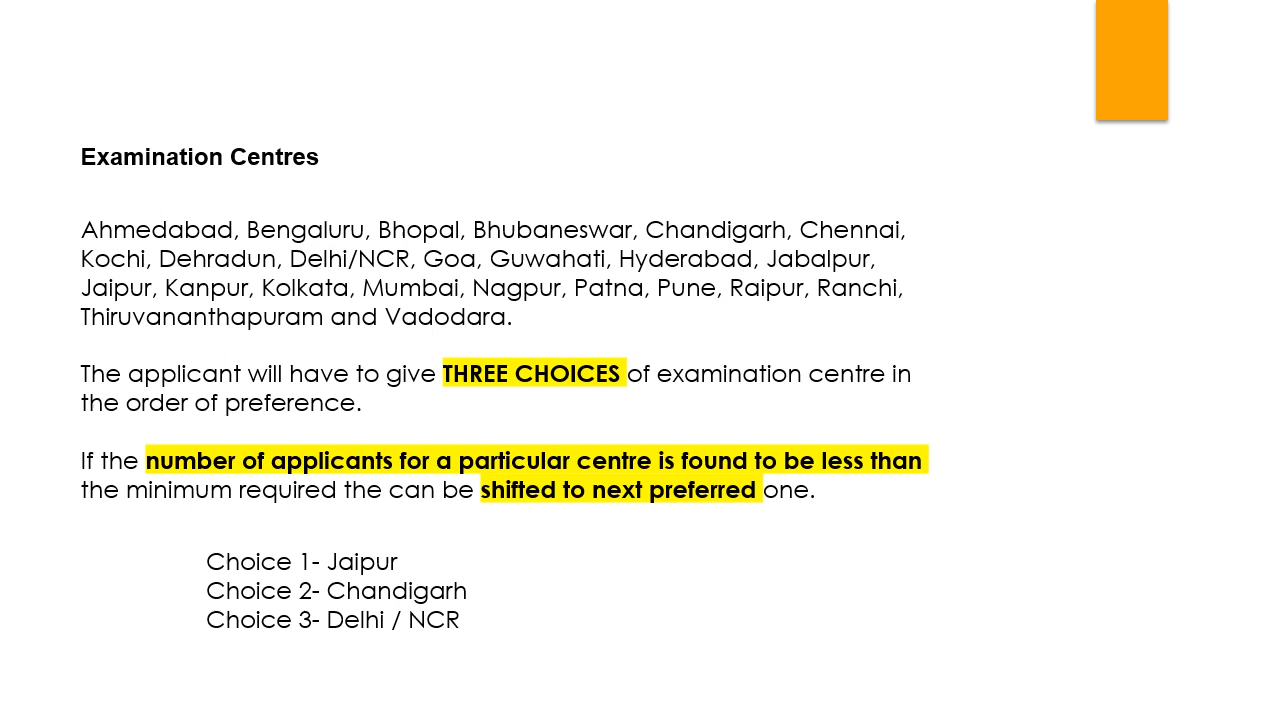 Examination Centres
Ahmedabad, Bengaluru, Bhopal, Bhubaneswar, Chandigarh, Chennai,
Kochi, Dehradun, Delhi/NCR, Goa, Guwahati, Hyderabad, Jabalpur,
Jaipur, Kanpur, Kolkata, Mumbai, Nagpur, Patna, Pune, Raipur, Ranchi,
Thiruvananthapuram and Vadodara.
The applicant will have to give THREE CHOICES of examination centre in
the order of preference.
If the number of applicants for a particular centre is found to be less than
the minimum required the can be shifted to next preferred one.
Choice 1- Jaipur
Choice 2- Chandigarh
Choice 3- Delhi / NCR